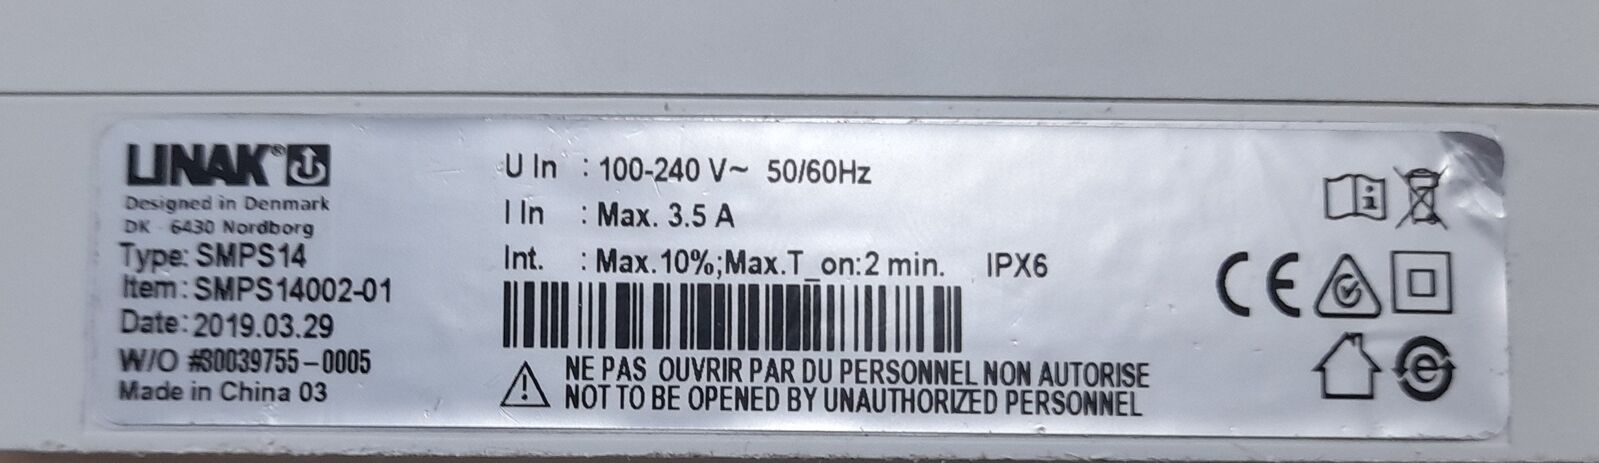 LINAK®
Designed in Denmark
DK - 6430 Nordborg
Type: SMPS14
Item: SMPS14002-01
Date: 2019.03.29
W/O #30039755-0005
Made in China 03
U In : 100-240 V~ 50/60Hz
I In : Max. 3.5 A
Int. : Max.10%;Max.T_on:2 min. IPX6
NE PAS OUVRIR PAR DU PERSONNEL NON AUTORISE
NOT TO BE OPENED BY UNAUTHORIZED PERSONNEL
CE